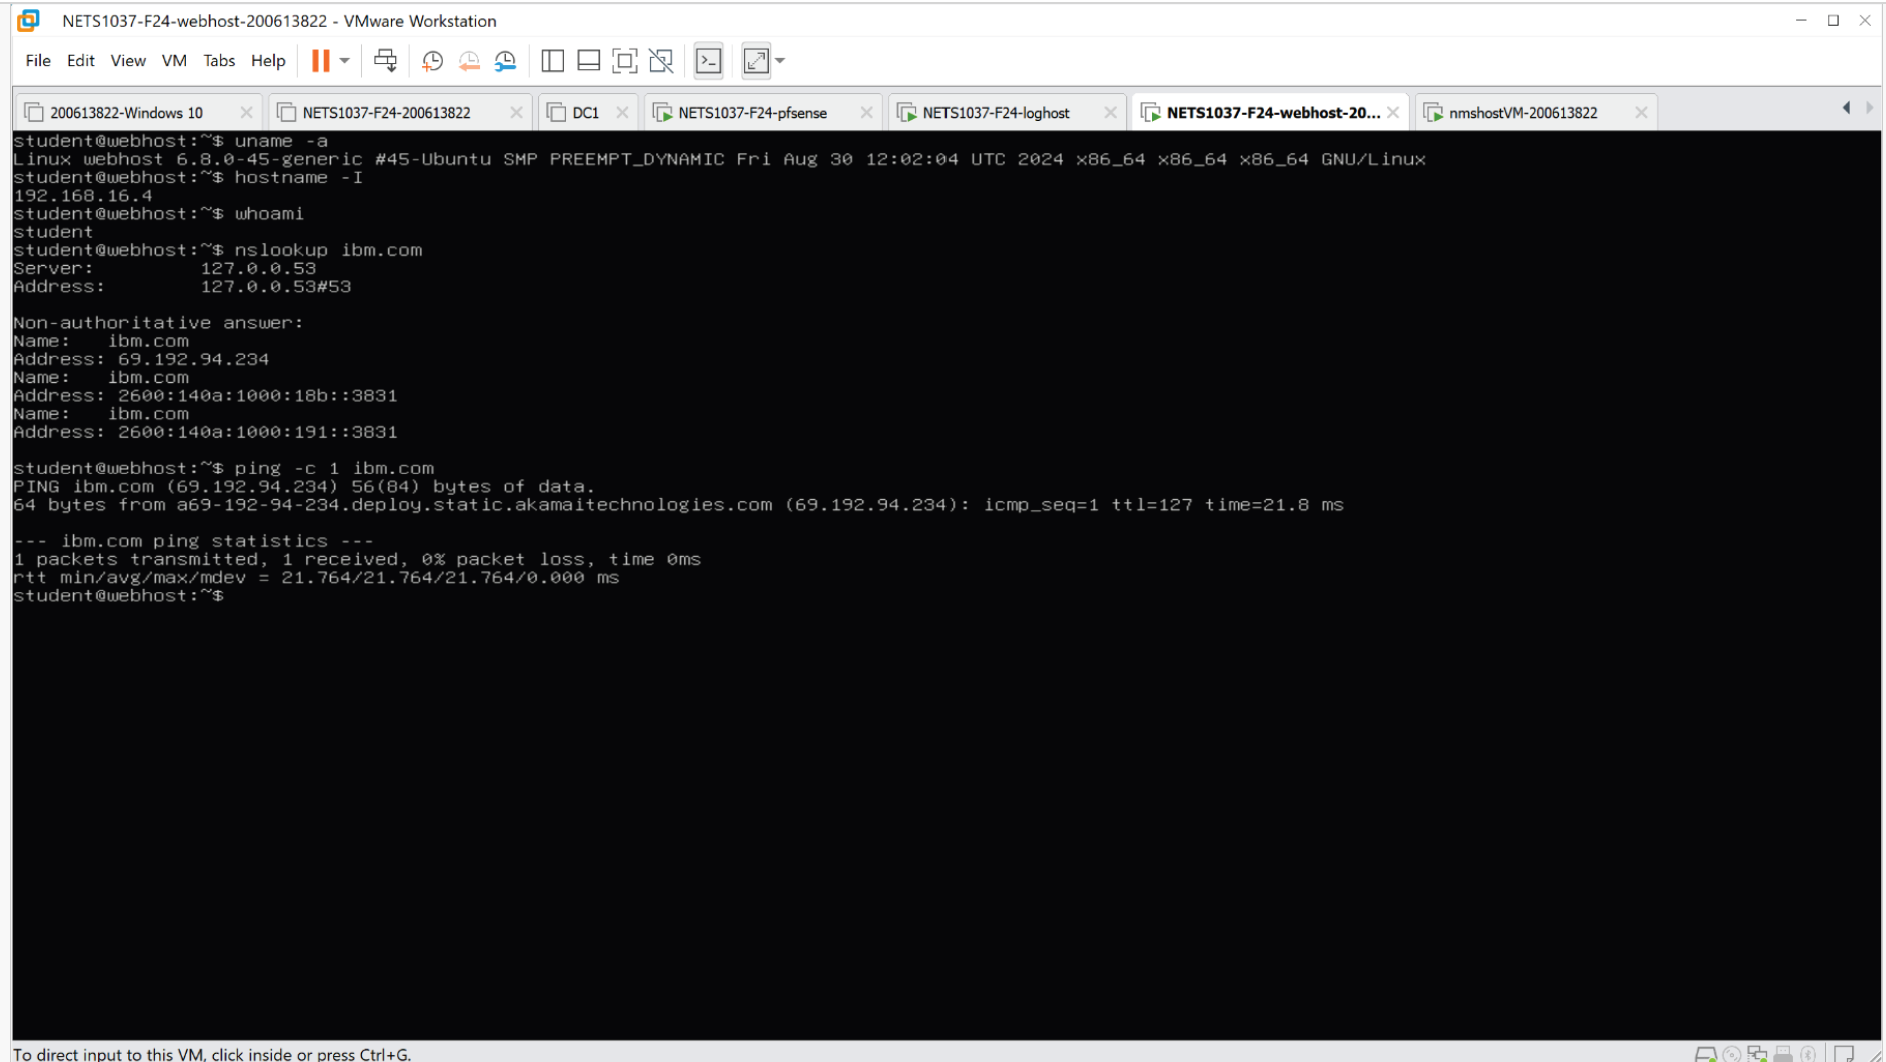 NETS1037-F24-webhost-200613822 - VMware Workstation
File Edit View VM Tabs Help
200613822-Windows 10 NETS1037-F24-200613822 DC1 NETS1037-F24-pfsense NETS1037-F24-loghost NETS1037-F24-webhost-20... nmshostVM-200613822
student@webhost:~$ uname -a
Linux webhost 6.8.0-45-generic #45-Ubuntu SMP PREEMPT_DYNAMIC Fri Aug 30 12:02:04 UTC 2024 x86_64 x86_64 x86_64 GNU/Linux
student@webhost:~$ hostname -I
192.168.16.4
student@webhost:~$ whoami
student
student@webhost:~$ nslookup ibm.com
Server: 127.0.0.53
Address: 127.0.0.53#53
Non-authoritative answer:
Name: ibm.com
Address: 69.192.94.234
Name: ibm.com
Address: 2600:140a:1000:18b::3831
Name: ibm.com
Address: 2600:140a:1000:191::3831
student@webhost:~$ ping -c 1 ibm.com
PING ibm.com (69.192.94.234) 56(84) bytes of data.
64 bytes from a69-192-94-234.deploy.static.akamaitechnologies.com (69.192.94.234): icmp_seq=1 ttl=127 time=21.8 ms
--- ibm.com ping statistics ---
1 packets transmitted, 1 received, 0% packet loss, time 0ms
rtt min/avg/max/mdev = 21.764/21.764/21.764/0.000 ms
student@webhost:~$
To direct input to this VM, click inside or press Ctrl+G.